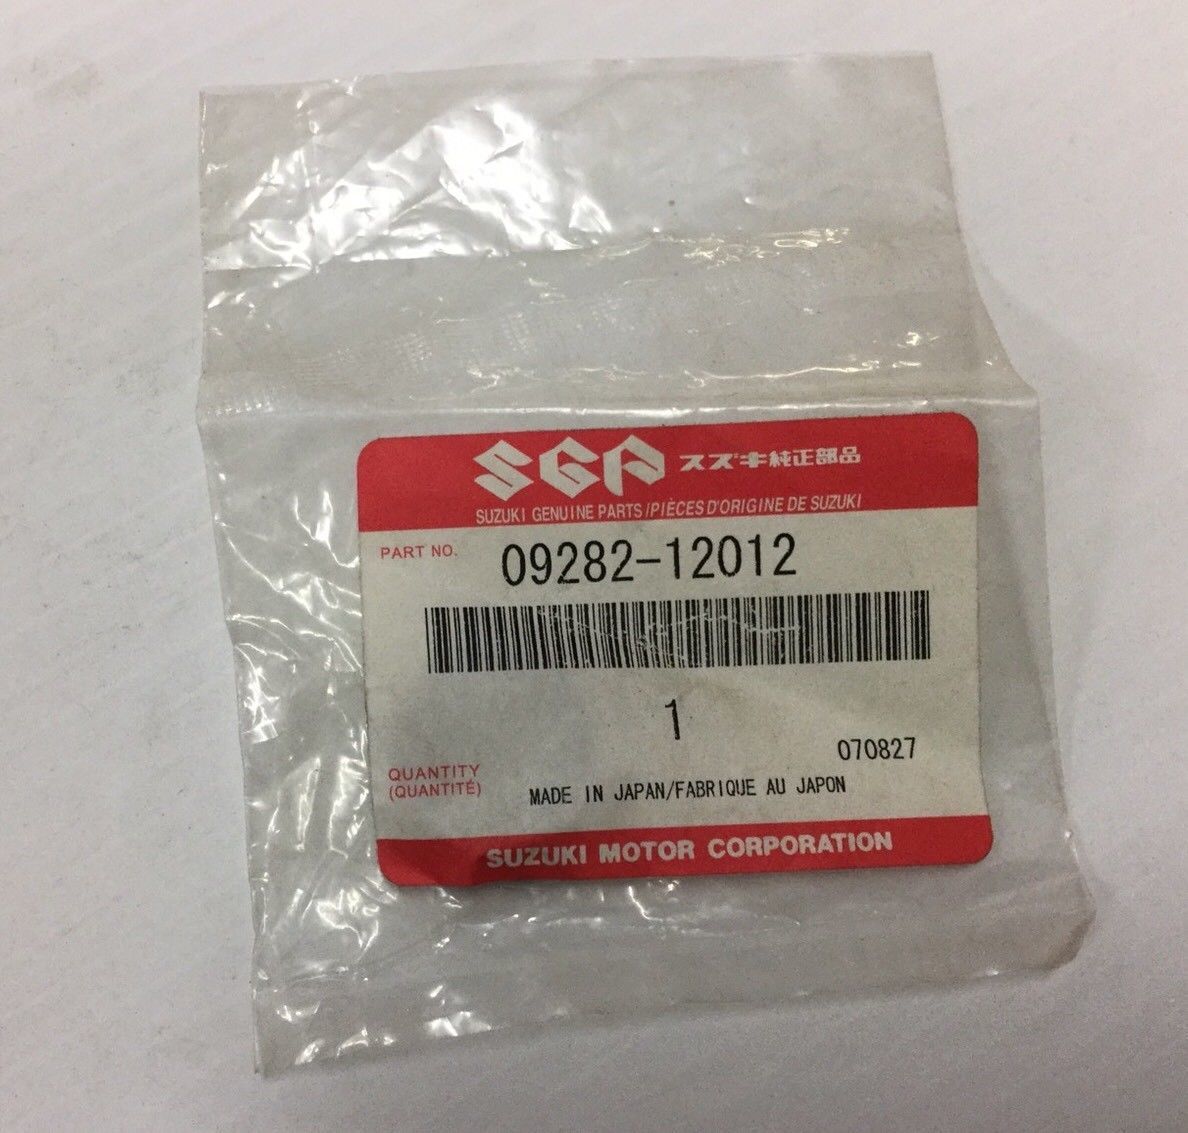 SGP スズキ純正部品
SUZUKI GENUINE PARTS/PIÈCES D'ORIGINE DE SUZUKI
PART NO. 09282-12012
1
070827
QUANTITY
(QUANTITÉ)
MADE IN JAPAN/FABRIQUE AU JAPON
SUZUKI MOTOR CORPORATION